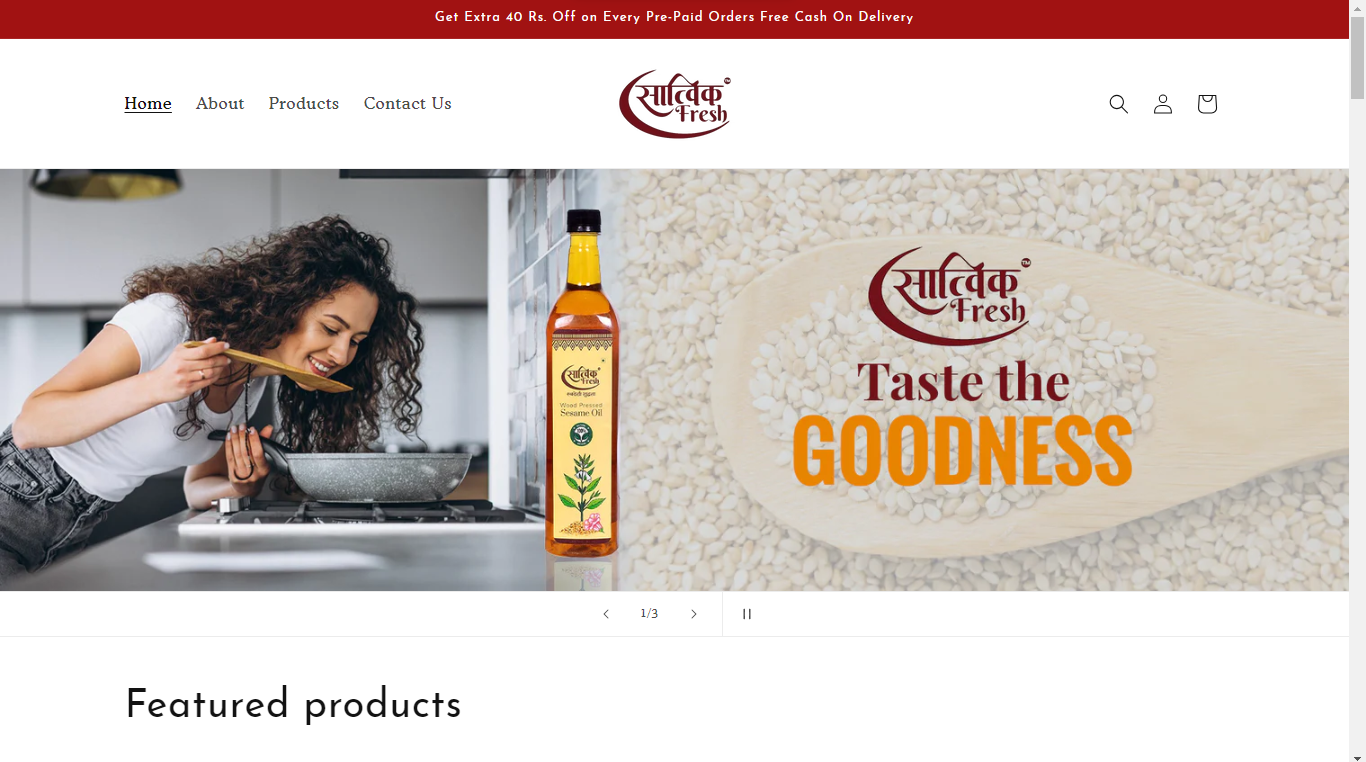 Get Extra 40 Rs. Off on Every Pre-Paid Orders Free Cash On Delivery
Home About Products Contact Us
सात्विक TM
Fresh
सात्विक TM
Fresh
Taste the
GOODNESS
सात्विक
Fresh
Wood Pressed
Sesame Oil
1/3
Featured products